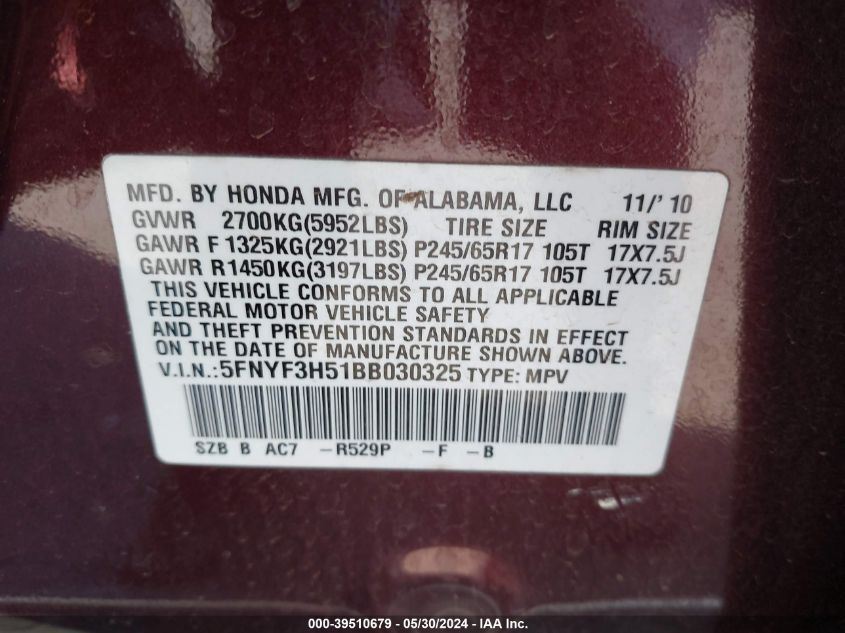 MFD. BY HONDA MFG. OF ALABAMA, LLC 11/' 10
GVWR 2700KG(5952LBS) TIRE SIZE RIM SIZE
GAWR F 1325KG(2921LBS) P245/65R17 105T 17X7.5J
GAWR R1450KG(3197LBS) P245/65R17 105T 17X7.5J
THIS VEHICLE CONFORMS TO ALL APPLICABLE
FEDERAL MOTOR VEHICLE SAFETY
AND THEFT PREVENTION STANDARDS IN EFFECT
ON THE DATE OF MANUFACTURE SHOWN ABOVE.
V.I.N.:5FNYF3H51BB030325 TYPE: MPV
SZB B AC7 -R529P -F -B
000-39510679 - 05/30/2024 - IAA Inc.